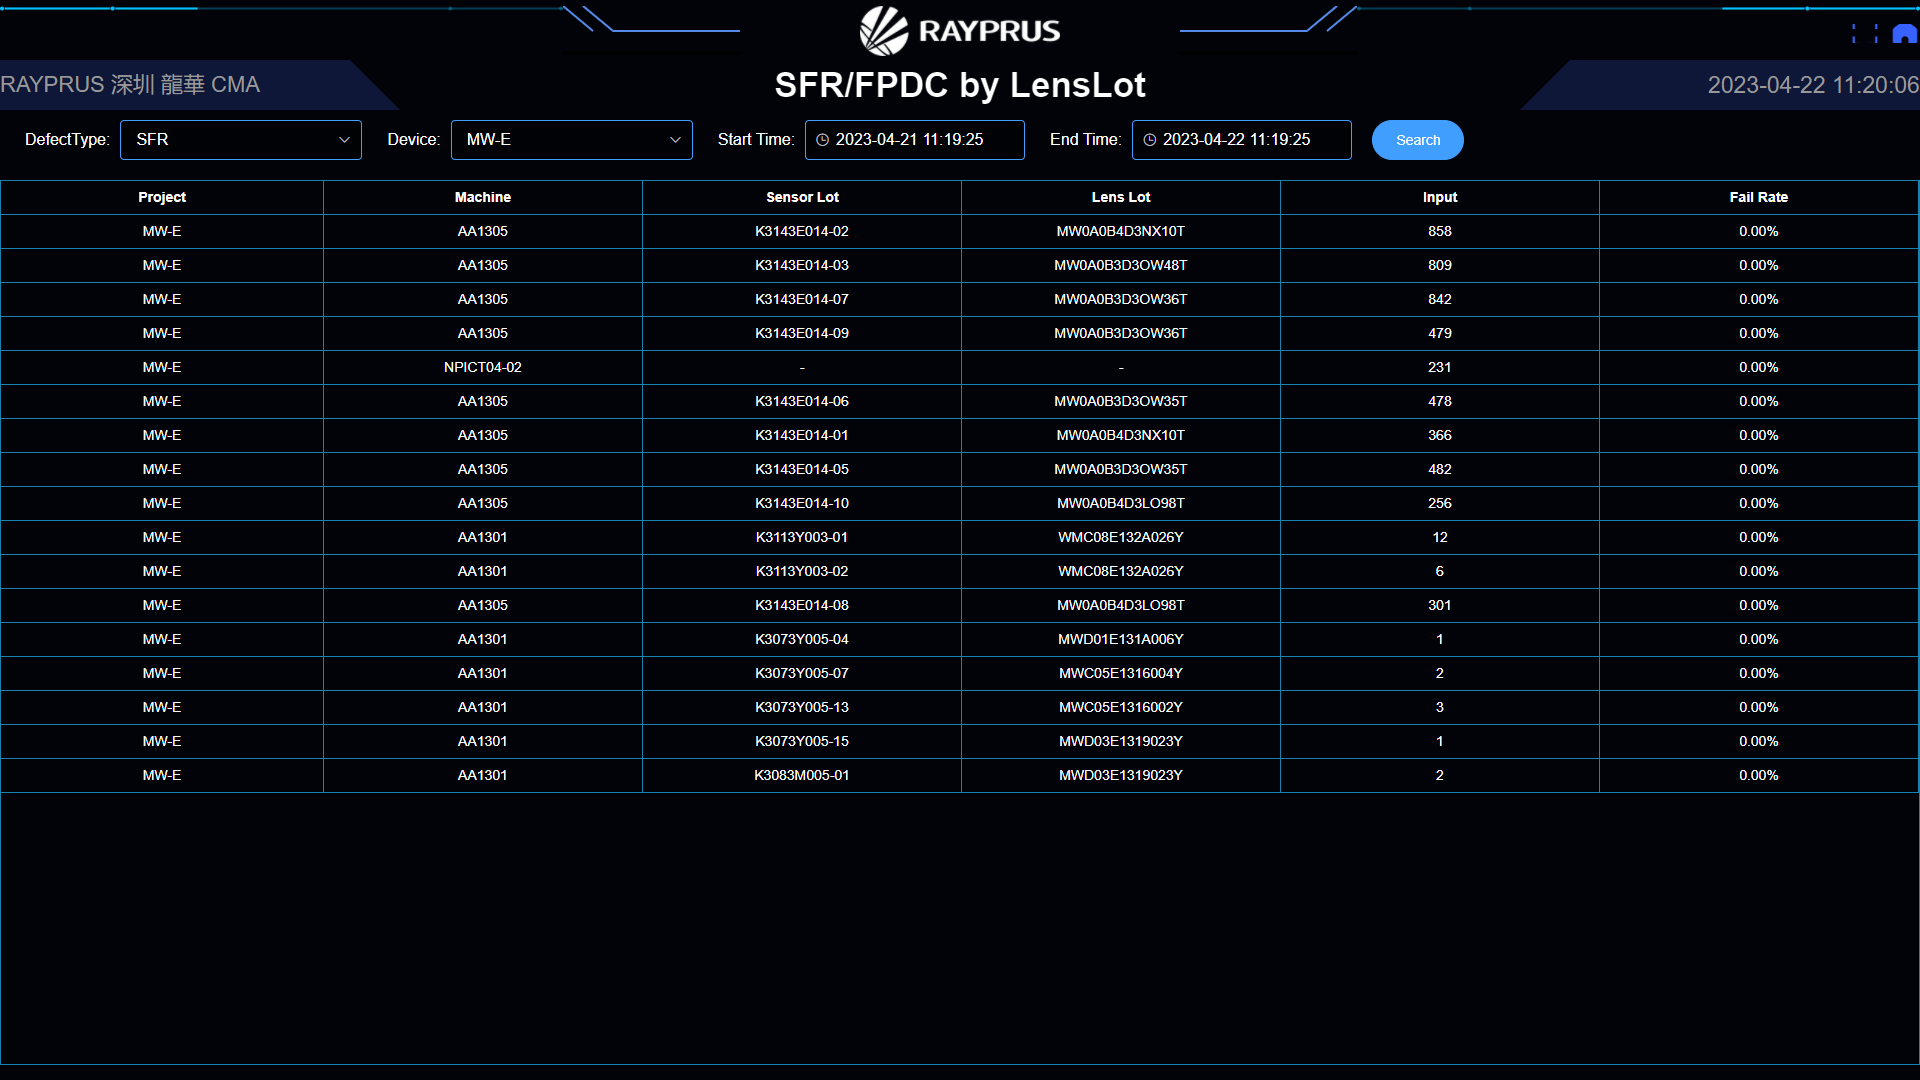 RAYPRUS
RAYPRUS 深圳 龍華 CMA
SFR/FPDC by LensLot
2023-04-22 11:20:06
DefectType: SFR Device: MW-E Start Time: 2023-04-21 11:19:25 End Time: 2023-04-22 11:19:25 Search
Project Machine Sensor Lot Lens Lot Input Fail Rate
MW-E AA1305 K3143E014-02 MW0A0B4D3NX10T 858 0.00%
MW-E AA1305 K3143E014-03 MW0A0B3D3OW48T 809 0.00%
MW-E AA1305 K3143E014-07 MW0A0B3D3OW36T 842 0.00%
MW-E AA1305 K3143E014-09 MW0A0B3D3OW36T 479 0.00%
MW-E NPICT04-02 - - 231 0.00%
MW-E AA1305 K3143E014-06 MW0A0B3D3OW35T 478 0.00%
MW-E AA1305 K3143E014-01 MW0A0B4D3NX10T 366 0.00%
MW-E AA1305 K3143E014-05 MW0A0B3D3OW35T 482 0.00%
MW-E AA1305 K3143E014-10 MW0A0B4D3LO98T 256 0.00%
MW-E AA1301 K3113Y003-01 WMC08E132A026Y 12 0.00%
MW-E AA1301 K3113Y003-02 WMC08E132A026Y 6 0.00%
MW-E AA1305 K3143E014-08 MW0A0B4D3LO98T 301 0.00%
MW-E AA1301 K3073Y005-04 MWD01E131A006Y 1 0.00%
MW-E AA1301 K3073Y005-07 MWC05E1316004Y 2 0.00%
MW-E AA1301 K3073Y005-13 MWC05E1316002Y 3 0.00%
MW-E AA1301 K3073Y005-15 MWD03E1319023Y 1 0.00%
MW-E AA1301 K3083M005-01 MWD03E1319023Y 2 0.00%